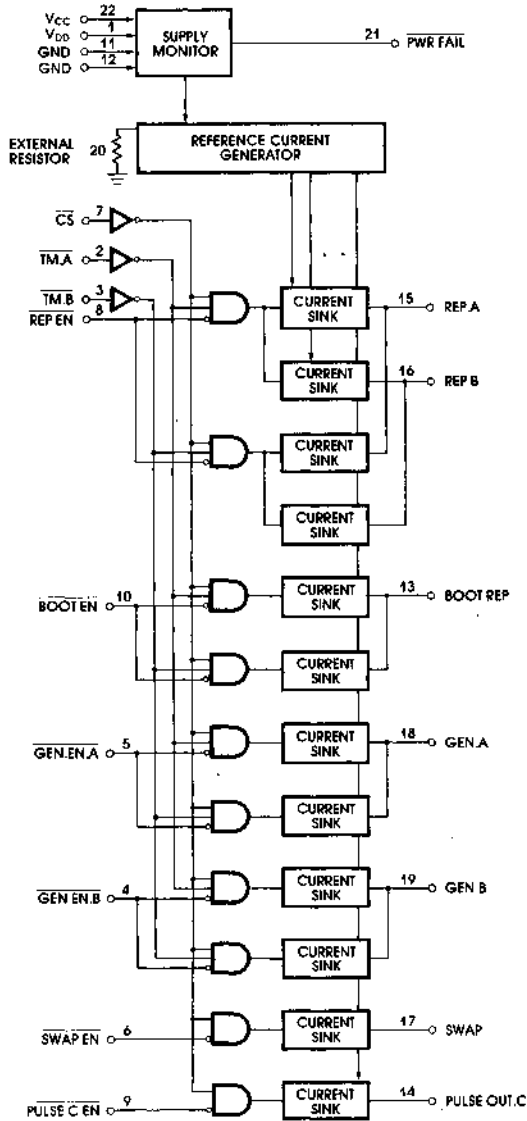 VCC 22
VDD 1
GND 11
GND 12
SUPPLY
MONITOR
21 PWR FAIL
EXTERNAL
RESISTOR
20
REFERENCE CURRENT
GENERATOR
CS 7
TM.A 2
TM.B 3
REP EN 8
CURRENT
SINK
15 REP.A
CURRENT
SINK
16 REP B
CURRENT
SINK
CURRENT
SINK
BOOT EN 10
CURRENT
SINK
13 BOOT REP
CURRENT
SINK
GEN.EN.A 5
CURRENT
SINK
18 GEN.A
CURRENT
SINK
GEN EN.B 4
CURRENT
SINK
19 GEN B
CURRENT
SINK
SWAP EN 6
CURRENT
SINK
17 SWAP
PULSE C EN 9
CURRENT
SINK
14 PULSE OUT.C